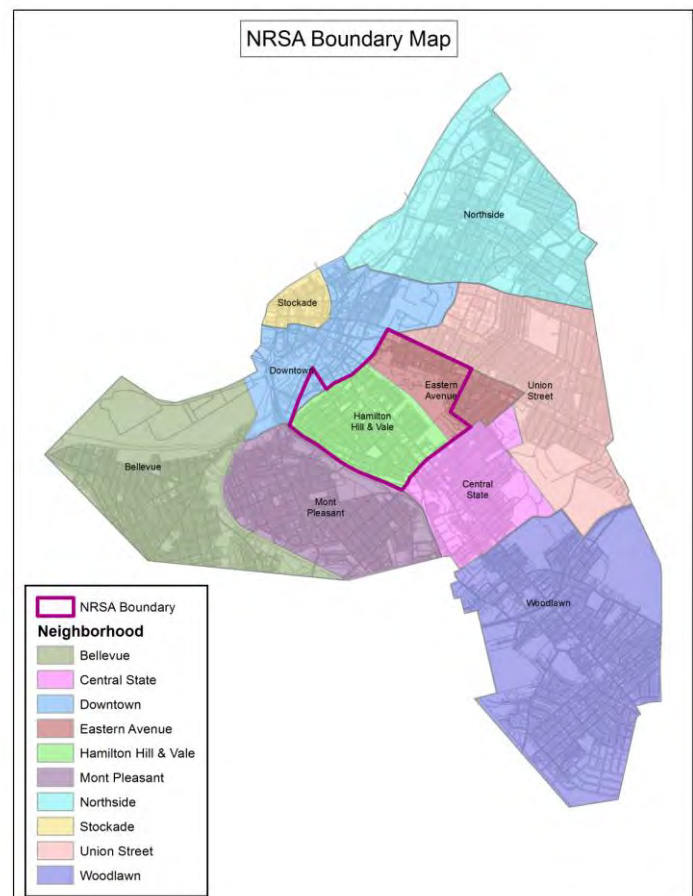 NRSA Boundary Map
Northside
Stockade
Downtown
Eastern
Avenue
Union
Street
Hamilton
Hill & Vale
Bellevue
Mont
Pleasant
Central
State
Woodlawn
NRSA Boundary
Neighborhood
Bellevue
Central State
Downtown
Eastern Avenue
Hamilton Hill & Vale
Mont Pleasant
Northside
Stockade
Union Street
Woodlawn